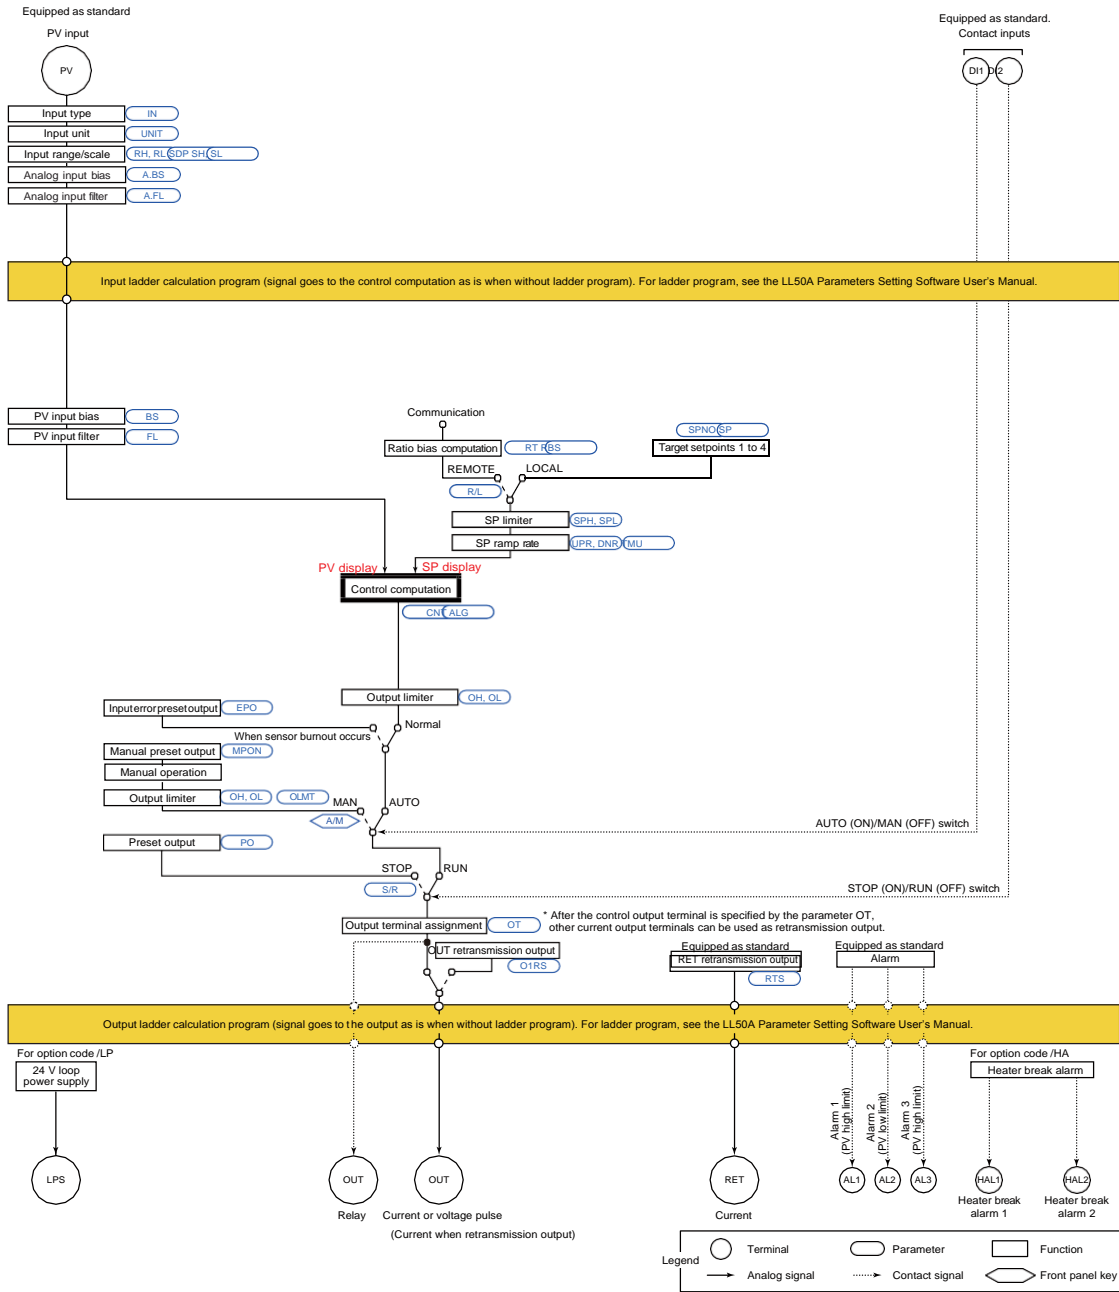 Equipped as standard
PV input
PV
Equipped as standard.
Contact inputs
DI1 DI2
Input type IN
Input unit UNIT
Input range/scale RH, RL SDP SH, SL
Analog input bias A.BS
Analog input filter A.FL
Input ladder calculation program (signal goes to the control computation as is when without ladder program). For ladder program, see the LL50A Parameters Setting Software User's Manual.
PV input bias BS
PV input filter FL
Communication
Ratio bias computation RT RBS
SPNO SP
Target setpoints 1 to 4
REMOTE LOCAL
R/L
SP limiter SPH, SPL
SP ramp rate UPR, DNR TMU
PV display SP display
Control computation
CNT ALG
Output limiter OH, OL
Input error preset output EPO
Normal
When sensor burnout occurs
Manual preset output MPON
Manual operation
Output limiter OH, OL OLMT
MAN AUTO
A/M
AUTO (ON)/MAN (OFF) switch
Preset output PO
STOP RUN
S/R
STOP (ON)/RUN (OFF) switch
Output terminal assignment OT
* After the control output terminal is specified by the parameter OT,
other current output terminals can be used as retransmission output.
OUT retransmission output
O1RS
Equipped as standard
RET retransmission output
RTS
Equipped as standard
Alarm
Output ladder calculation program (signal goes to the output as is when without ladder program). For ladder program, see the LL50A Parameter Setting Software User's Manual.
For option code /LP
24 V loop
power supply
For option code /HA
Heater break alarm
Alarm 1
(PV high limit)
Alarm 2
(PV low limit)
Alarm 3
(PV high limit)
LPS
OUT
OUT
RET
AL1
AL2
AL3
HAL1
HAL2
Relay
Current or voltage pulse
(Current when retransmission output)
Current
Heater break
alarm 1
Heater break
alarm 2
Legend
Terminal
Parameter
Function
Analog signal
Contact signal
Front panel key